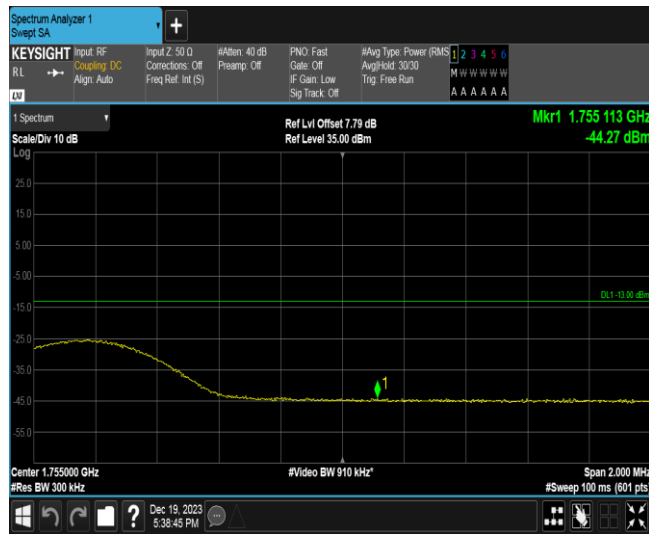 Spectrum Analyzer 1
Swept SA
+
KEYSIGHT
RL
LXI
Input: RF
Coupling: DC
Align: Auto
Input Z: 50 Ω
Corrections: Off
Freq Ref: Int (S)
#Atten: 40 dB
Preamp: Off
PNO: Fast
Gate: Off
IF Gain: Low
Sig Track: Off
#Avg Type: Power (RMS
Avg|Hold: 30/30
Trig: Free Run
1 2 3 4 5 6
M W W W W W
A A A A A A
1 Spectrum
Scale/Div 10 dB
Log
Ref Lvl Offset 7.79 dB
Ref Level 35.00 dBm
Mkr1 1.755 113 GHz
-44.27 dBm
25.0
15.0
5.00
-5.00
DL1 -13.00 dBm
-15.0
-25.0
-35.0
1
-45.0
-55.0
Center 1.755000 GHz
#Res BW 300 kHz
#Video BW 910 kHz*
Span 2.000 MHz
#Sweep 100 ms (601 pts
?
Dec 19, 2023
5:38:45 PM